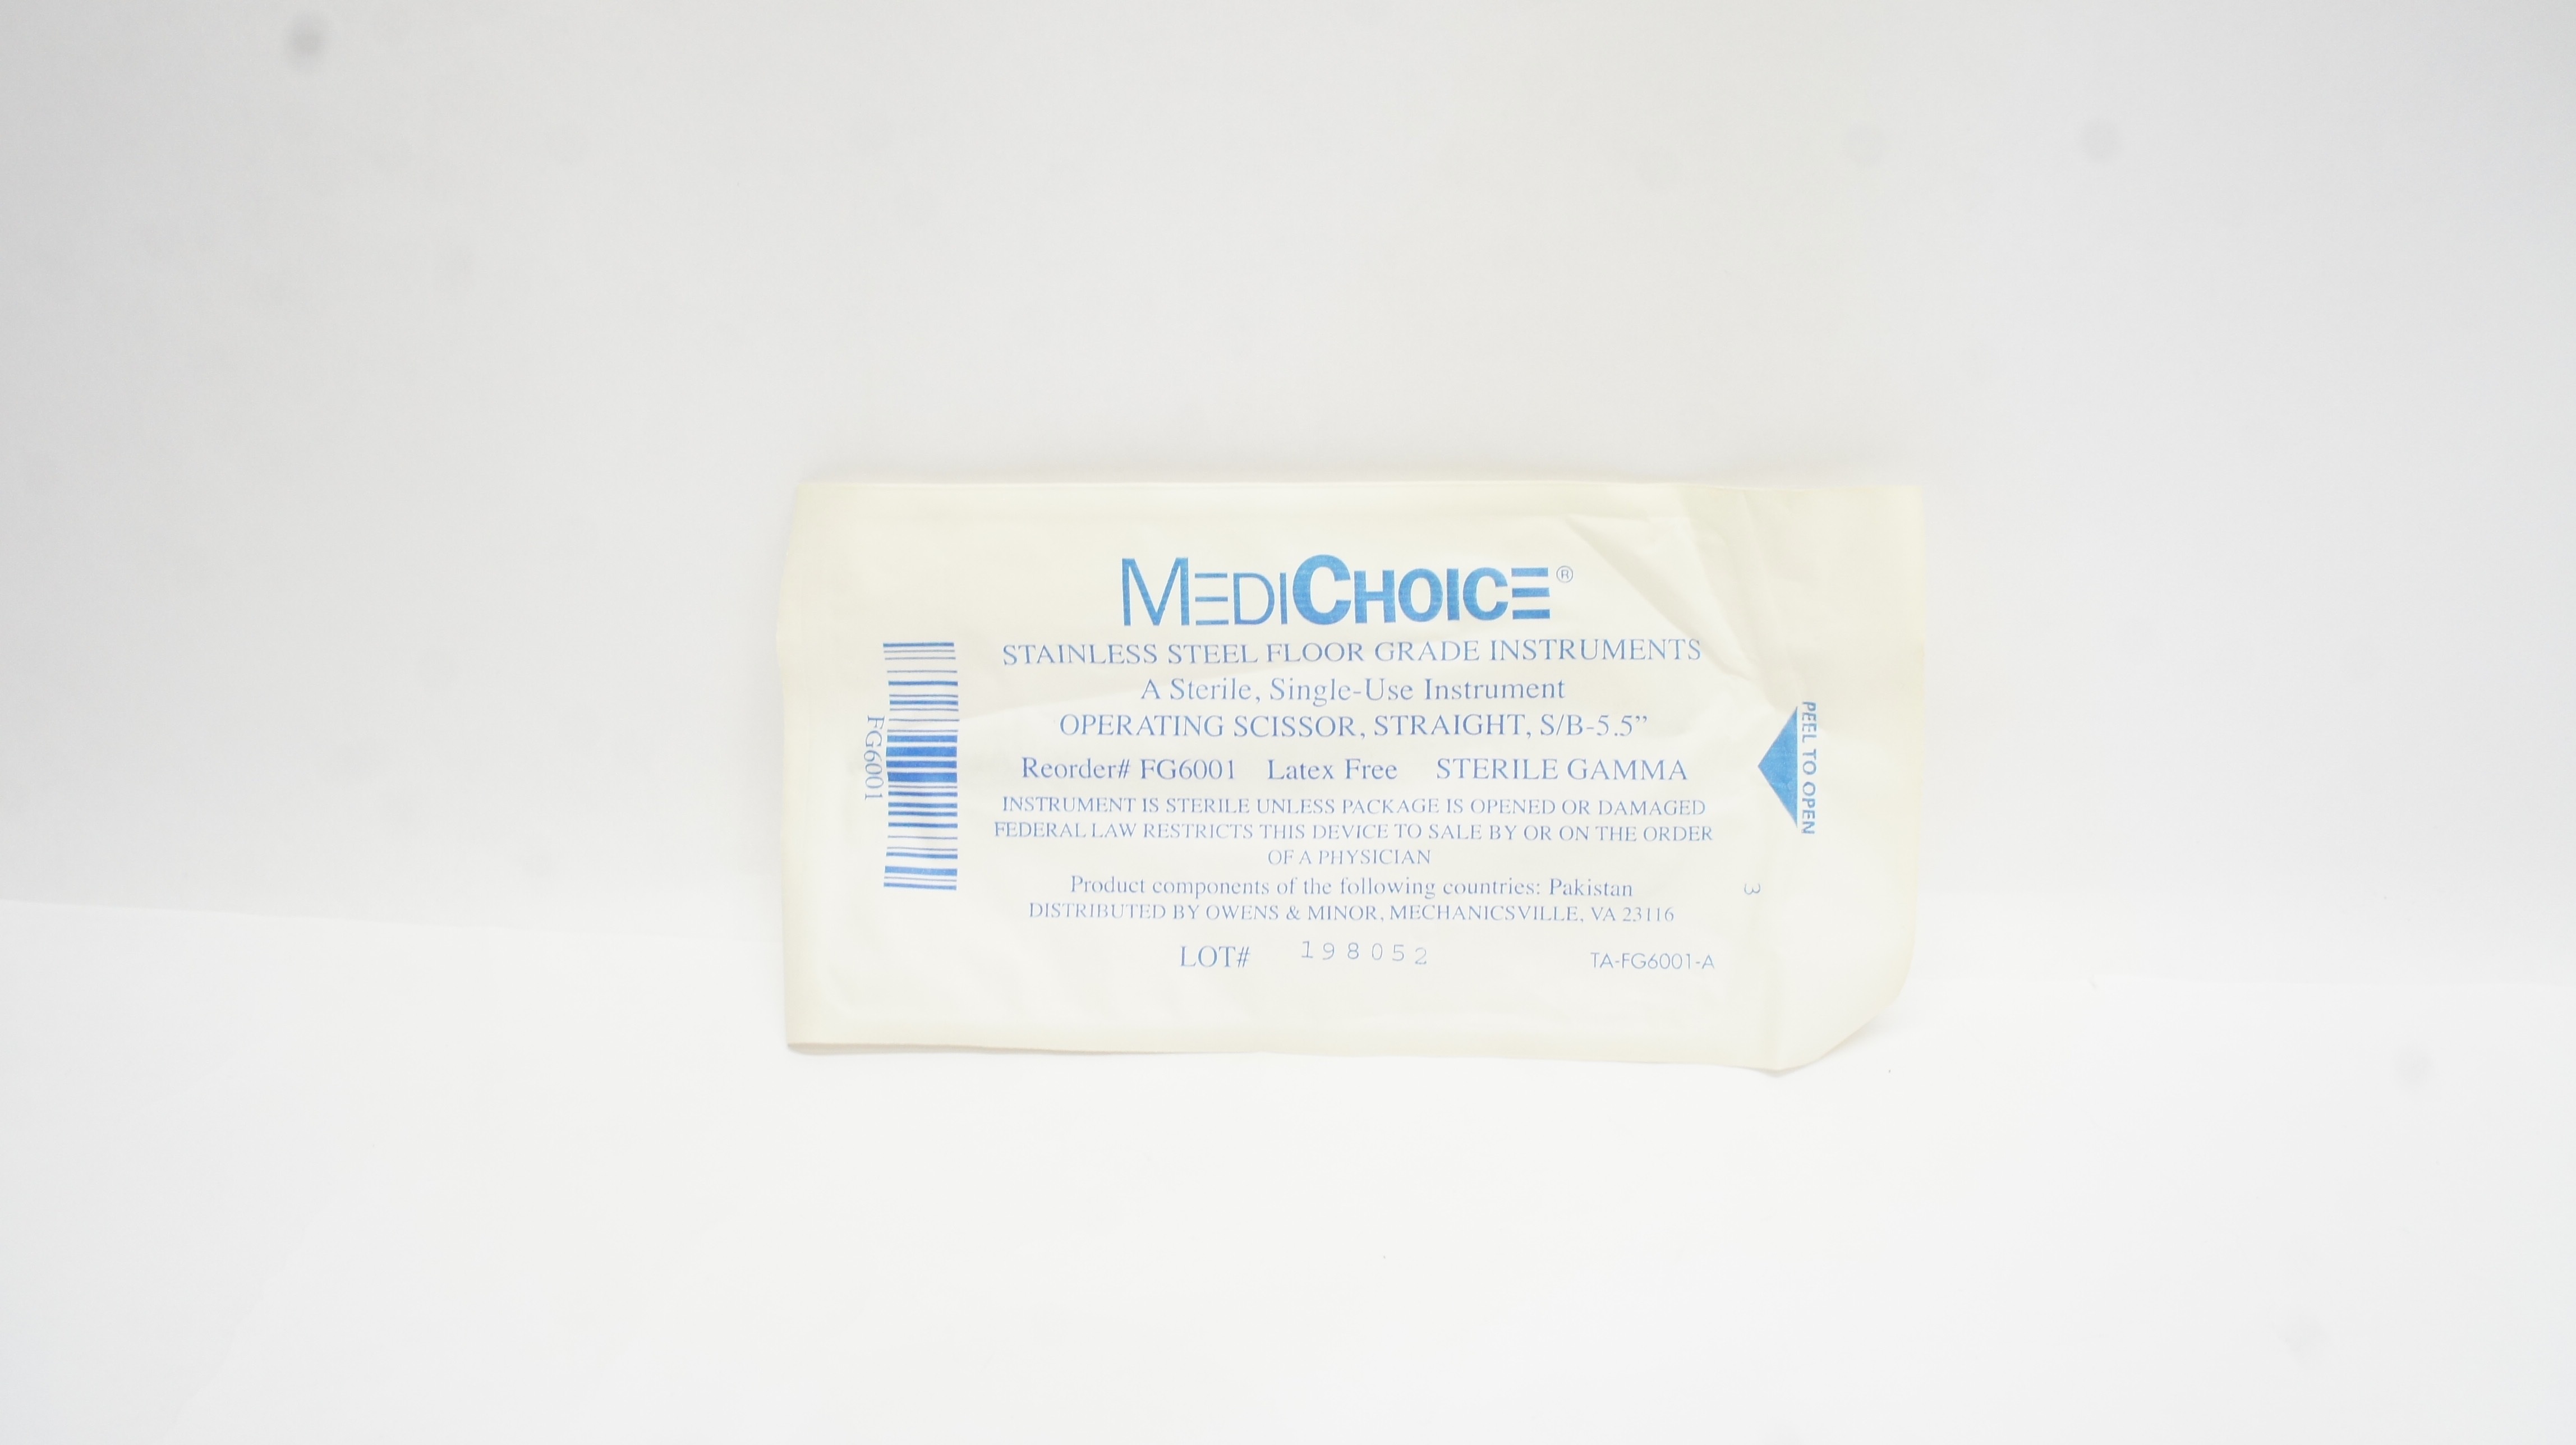 MEDICHOICE®
STAINLESS STEEL FLOOR GRADE INSTRUMENTS
A Sterile, Single-Use Instrument
OPERATING SCISSOR, STRAIGHT, S/B-5.5”
Reorder# FG6001 Latex Free STERILE GAMMA
INSTRUMENT IS STERILE UNLESS PACKAGE IS OPENED OR DAMAGED
FEDERAL LAW RESTRICTS THIS DEVICE TO SALE BY OR ON THE ORDER
OF A PHYSICIAN
Product components of the following countries: Pakistan
DISTRIBUTED BY OWENS & MINOR, MECHANICSVILLE, VA 23116
LOT# 198052 TA-FG6001-A
FG6001
PEEL TO OPEN
3